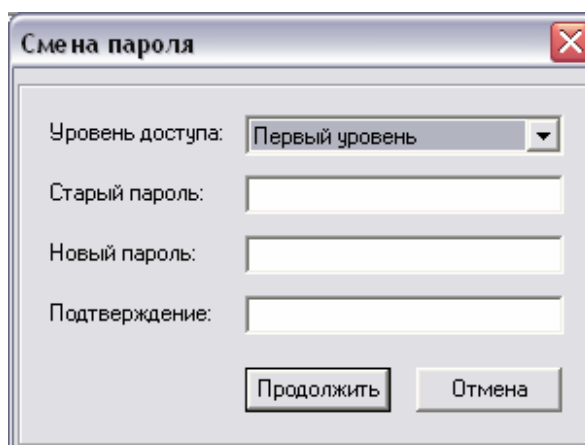 Смена пароля
Уровень доступа: Первый уровень
Старый пароль:
Новый пароль:
Подтверждение:
Продолжить Отмена